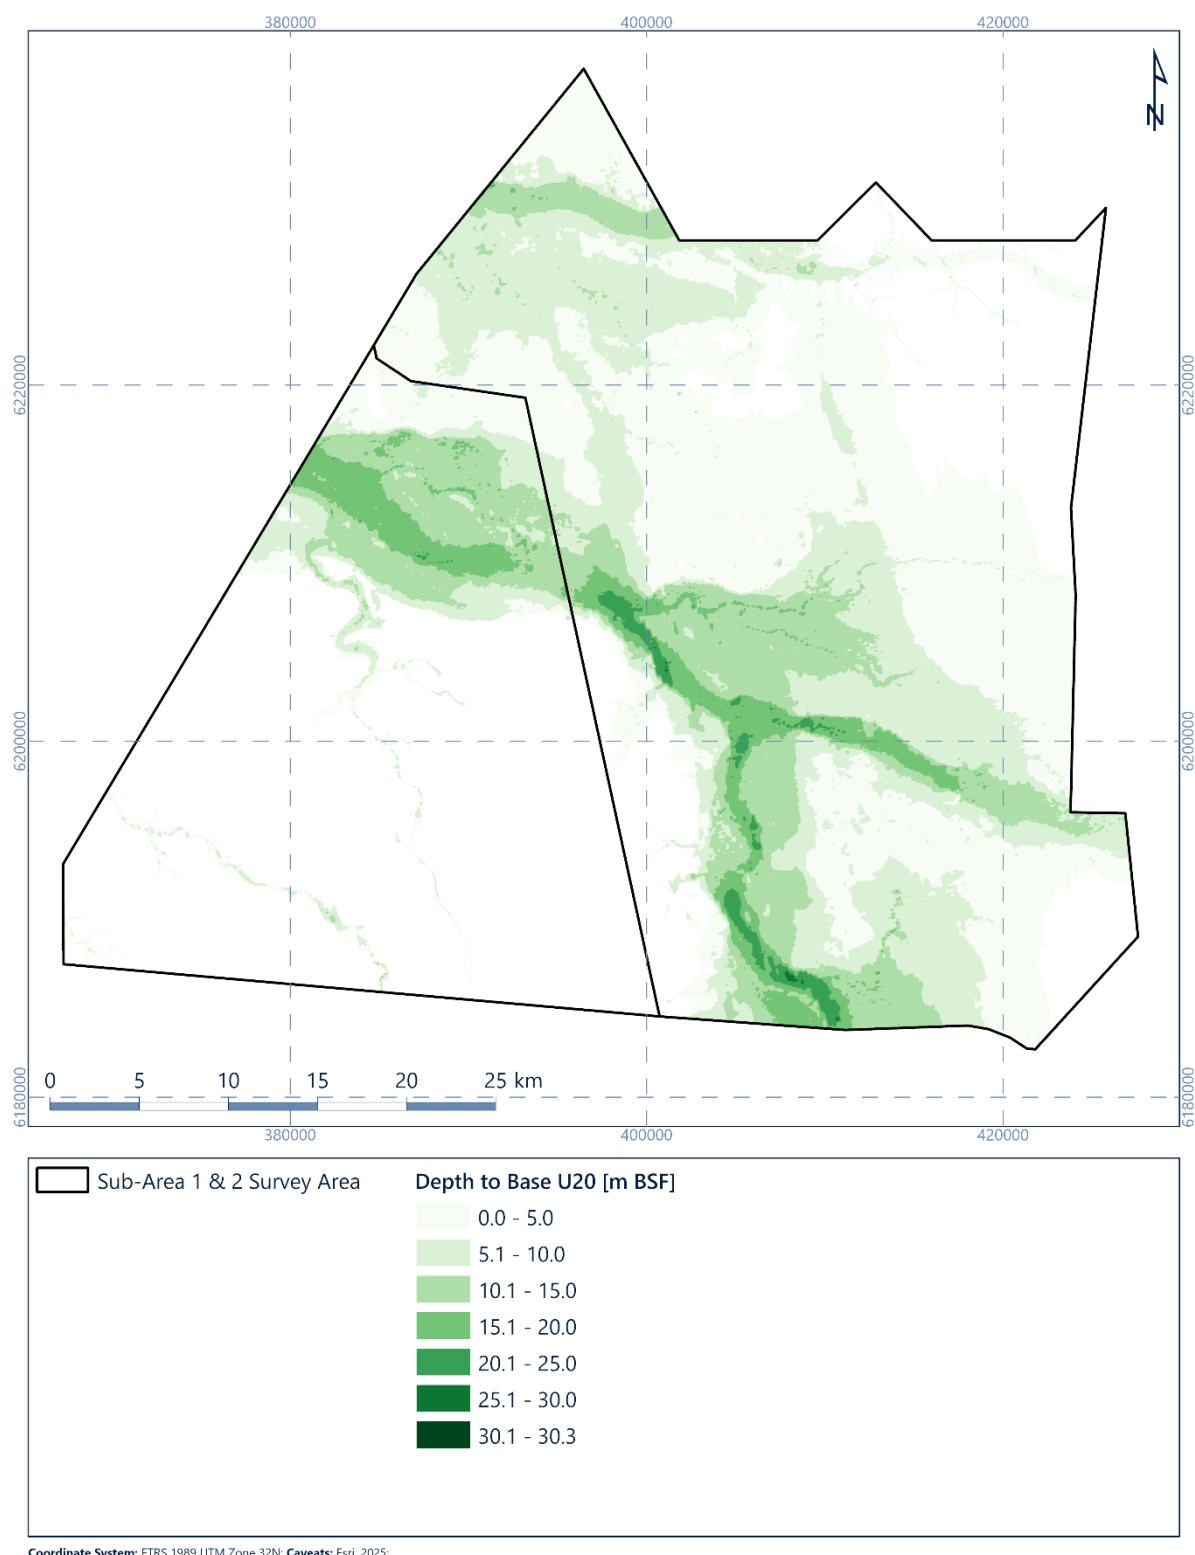 380000 400000 420000
N
6220000 6220000
6200000 6200000
6180000 6180000
0 5 10 15 20 25 km
380000 400000 420000
Sub-Area 1 & 2 Survey Area
Depth to Base U20 [m BSF]
0.0 - 5.0
5.1 - 10.0
10.1 - 15.0
15.1 - 20.0
20.1 - 25.0
25.1 - 30.0
30.1 - 30.3
Coordinate System: ETRS 1989 UTM Zone 32N; Caveats: Esri, 2025;